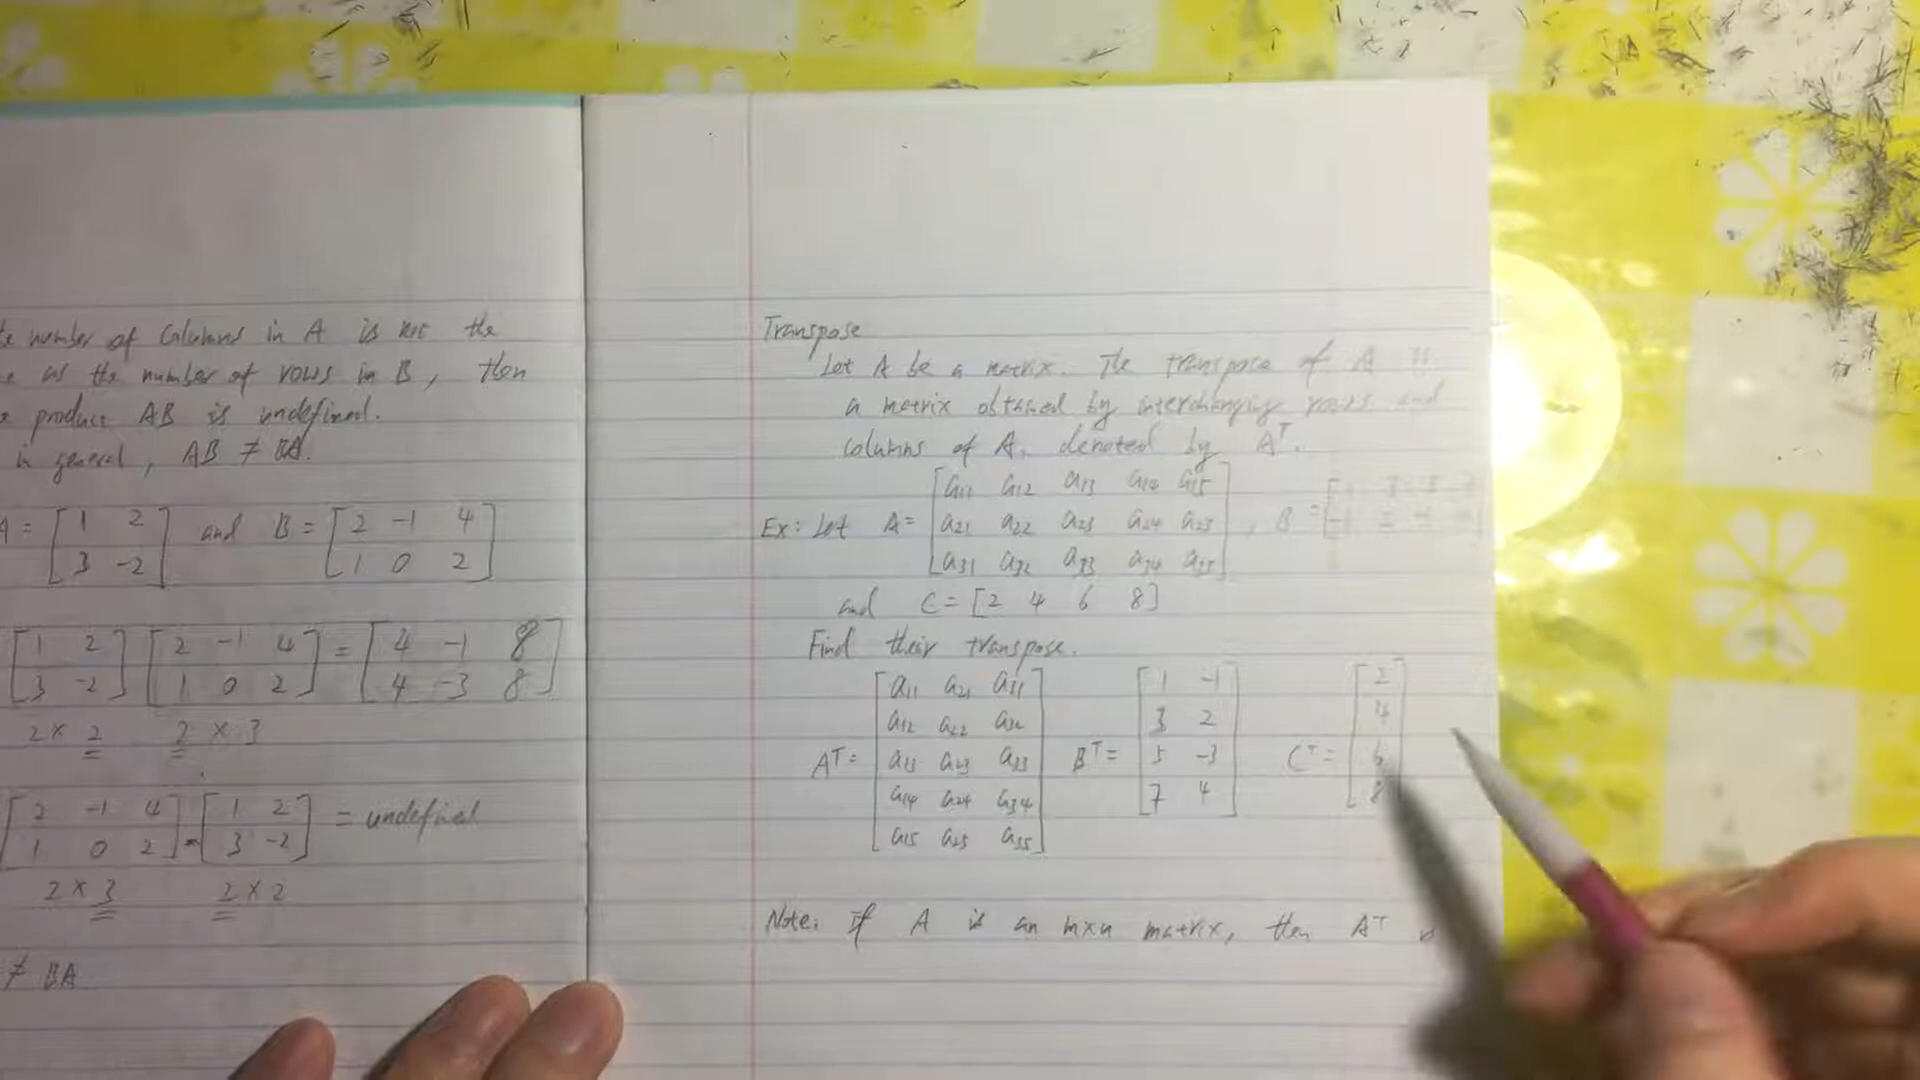 number of Columns in A is not the
as the number of rows in B, then
product AB is undefined.
in general, AB ≠ BA.
A = [1 2; 3 -2] and B = [2 -1 4; 1 0 2]
[1 2; 3 -2] [2 -1 4; 1 0 2] = [4 -1 8; 4 -3 8]
2 × 2 2 × 3
[2 -1 4; 1 0 2] [1 2; 3 -2] = undefined
2 × 3 2 × 2
≠ BA
Transpose
Let A be a matrix. The transpose of A is
a matrix obtained by interchanging rows and
columns of A, denoted by Aᵀ.
Ex: Let A = [a11 a12 a13 a14 a15; a21 a22 a23 a24 a25; a31 a32 a33 a34 a35], B =
and C = [2 4 6 8]
Find their transpose.
Aᵀ = [a11 a21 a31; a12 a22 a32; a13 a23 a33; a14 a24 a34; a15 a25 a35] Bᵀ = [1 -1; 3 2; 5 -3; 7 4] Cᵀ = [2; 4; 6; 8]
Note: If A is an m×n matrix, then Aᵀ is